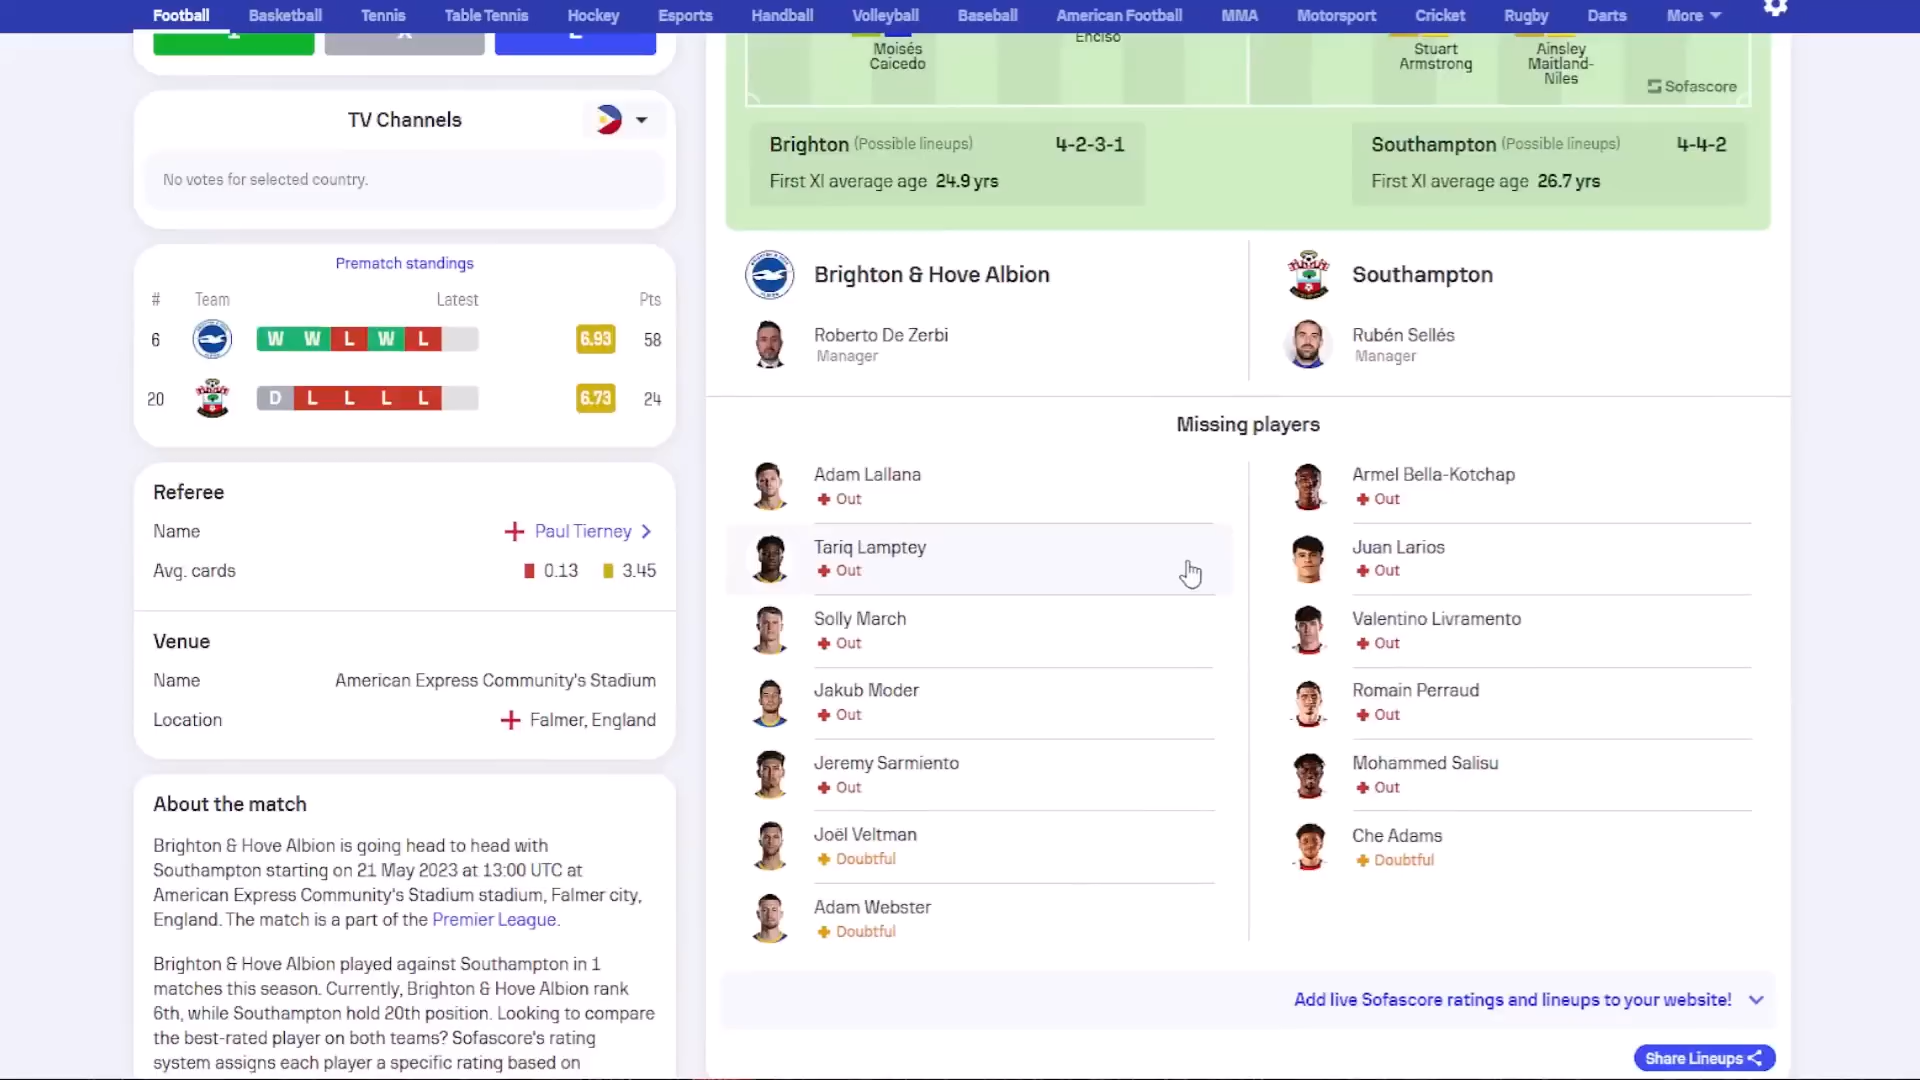 Football Basketball Tennis Table Tennis Hockey Esports Handball Volleyball Baseball American Football MMA Motorsport Cricket Rugby Darts More
TV Channels
No votes for selected country.
Prematch standings
# Team Latest Pts
6 W W L W L 6.93 58
20 D L L L L 6.73 24
Referee
Name Paul Tierney
Avg. cards 0.13 3.45
Venue
Name American Express Community's Stadium
Location Falmer, England
About the match
Brighton & Hove Albion is going head to head with
Southampton starting on 21 May 2023 at 13:00 UTC at
American Express Community's Stadium stadium, Falmer city,
England. The match is a part of the Premier League.
Brighton & Hove Albion played against Southampton in 1
matches this season. Currently, Brighton & Hove Albion rank
6th, while Southampton hold 20th position. Looking to compare
the best-rated player on both teams? Sofascore's rating
system assigns each player a specific rating based on
Moisés
Caicedo
Enciso
Stuart
Armstrong
Ainsley
Maitland-
Niles
Sofascore
Brighton (Possible lineups) 4-2-3-1
First XI average age 24.9 yrs
Southampton (Possible lineups) 4-4-2
First XI average age 26.7 yrs
Brighton & Hove Albion
Roberto De Zerbi
Manager
Southampton
Rubén Sellés
Manager
Missing players
Adam Lallana
Out
Tariq Lamptey
Out
Solly March
Out
Jakub Moder
Out
Jeremy Sarmiento
Out
Joël Veltman
Doubtful
Adam Webster
Doubtful
Armel Bella-Kotchap
Out
Juan Larios
Out
Valentino Livramento
Out
Romain Perraud
Out
Mohammed Salisu
Out
Che Adams
Doubtful
Add live Sofascore ratings and lineups to your website!
Share Lineups